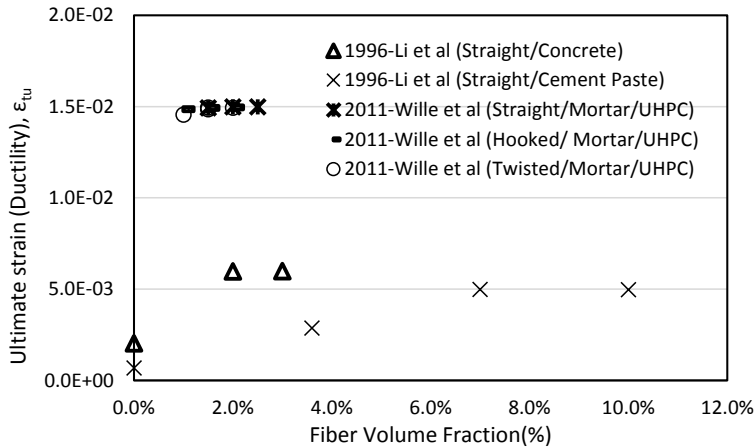 2.0E-02
1.5E-02
1.0E-02
5.0E-03
0.0E+00
Ultimate strain (Ductility), εtu
1996-Li et al (Straight/Concrete)
1996-Li et al (Straight/Cement Paste)
2011-Wille et al (Straight/Mortar/UHPC)
2011-Wille et al (Hooked/ Mortar/UHPC)
2011-Wille et al (Twisted/Mortar/UHPC)
0.0% 2.0% 4.0% 6.0% 8.0% 10.0% 12.0%
Fiber Volume Fraction(%)